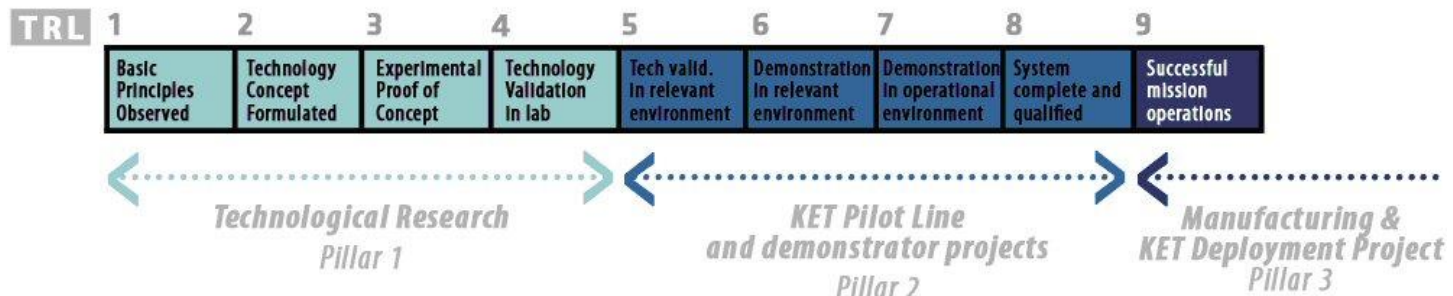 TRL 1 2 3 4 5 6 7 8 9
Basic
Principles
Observed
Technology
Concept
Formulated
Experimental
Proof of
Concept
Technology
Validation
in lab
Tech valid.
in relevant
environment
Demonstration
in relevant
environment
Demonstration
in operational
environment
System
complete and
qualified
Successful
mission
operations
Technological Research
Pillar 1
KET Pilot Line
and demonstrator projects
Pillar 2
Manufacturing &
KET Deployment Project
Pillar 3